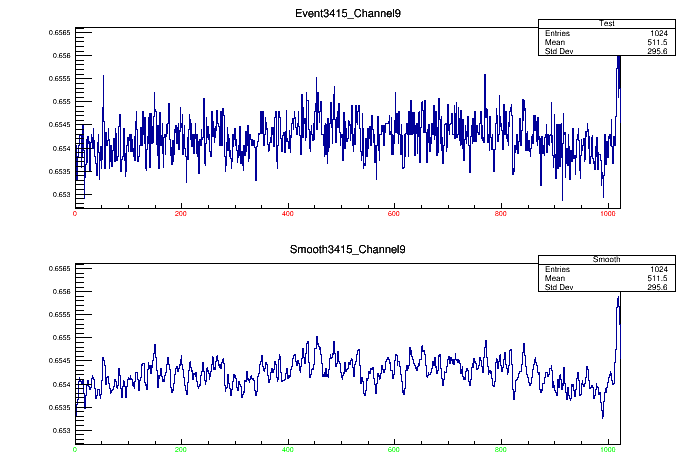 Event3415_Channel9
Test
Entries 1024
Mean 511.5
Std Dev 295.6
0.6565
0.656
0.6555
0.655
0.6545
0.654
0.6535
0.653
0 200 400 600 800 1000
Smooth3415_Channel9
Smooth
Entries 1024
Mean 511.5
Std Dev 295.6
0.6565
0.656
0.6555
0.655
0.6545
0.654
0.6535
0.653
0 200 400 600 800 1000